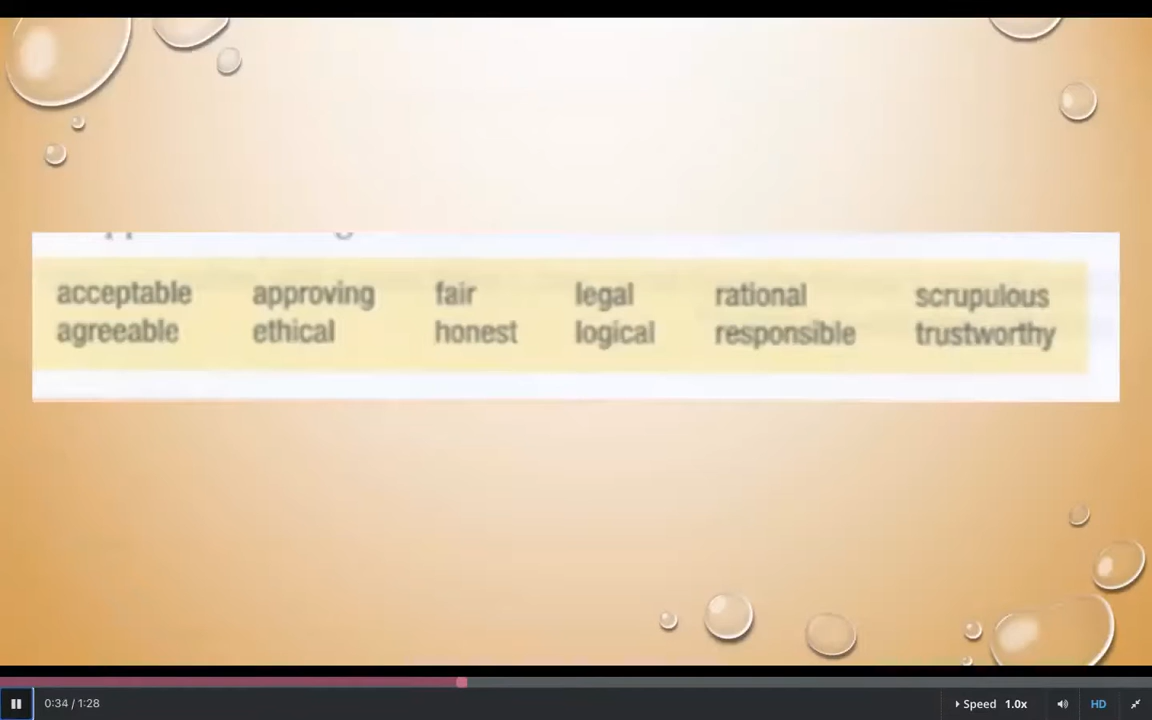 acceptable approving fair legal rational scrupulous
agreeable ethical honest logical responsible trustworthy
0:34 / 1:28 Speed 1.0x HD